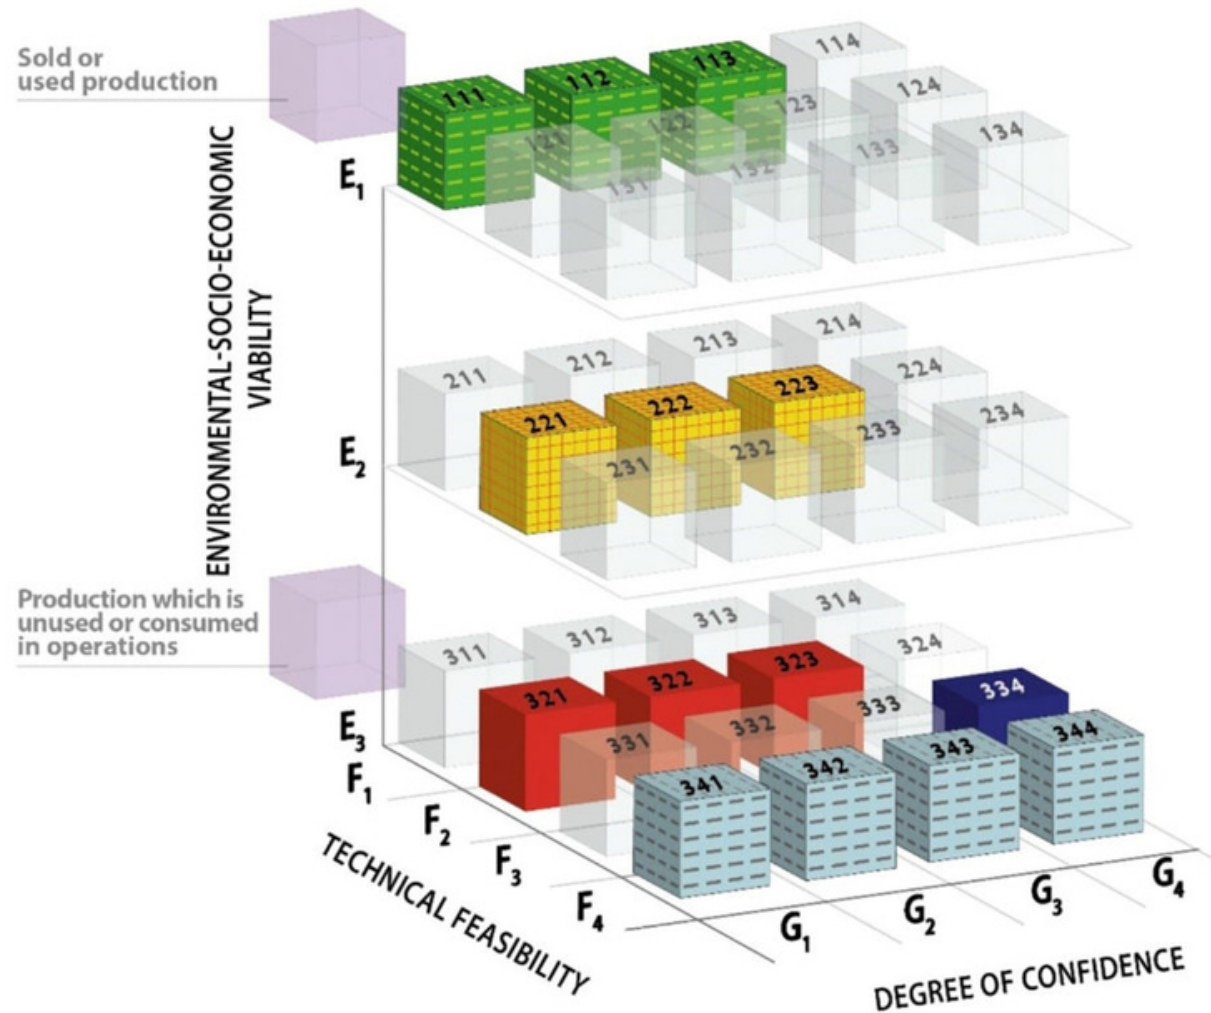 Sold or
used production
ENVIRONMENTAL-SOCIO-ECONOMIC
VIABILITY
E1
111
112
113
114
121
122
123
124
131
132
133
134
E2
211
212
213
214
221
222
223
224
231
232
233
234
Production which is
unused or consumed
in operations
E3
311
312
313
314
321
322
323
324
331
332
333
334
341
342
343
344
F1
F2
F3
F4
TECHNICAL FEASIBILITY
G1
G2
G3
G4
DEGREE OF CONFIDENCE